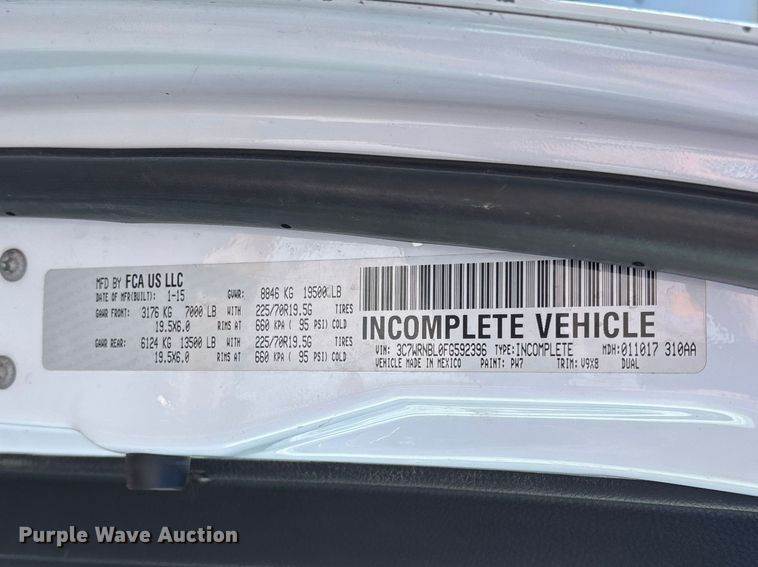 MFD BY FCA US LLC
DATE OF MFR(BUILT): 1-15 GVWR: 8846 KG 19500 LB
GAWR FRONT: 3176 KG 7000 LB WITH 225/70R19.5G TIRES
19.5X6.0 RIMS AT 660 KPA ( 95 PSI) COLD
GAWR REAR: 6124 KG 13500 LB WITH 225/70R19.5G TIRES
19.5X6.0 RIMS AT 660 KPA ( 95 PSI) COLD
INCOMPLETE VEHICLE
VIN: 3C7WRNBL0FG592396 TYPE: INCOMPLETE MDH: 011017 310AA
VEHICLE MADE IN MEXICO PAINT: PW7 TRIM: V9X8 DUAL
Purple Wave Auction